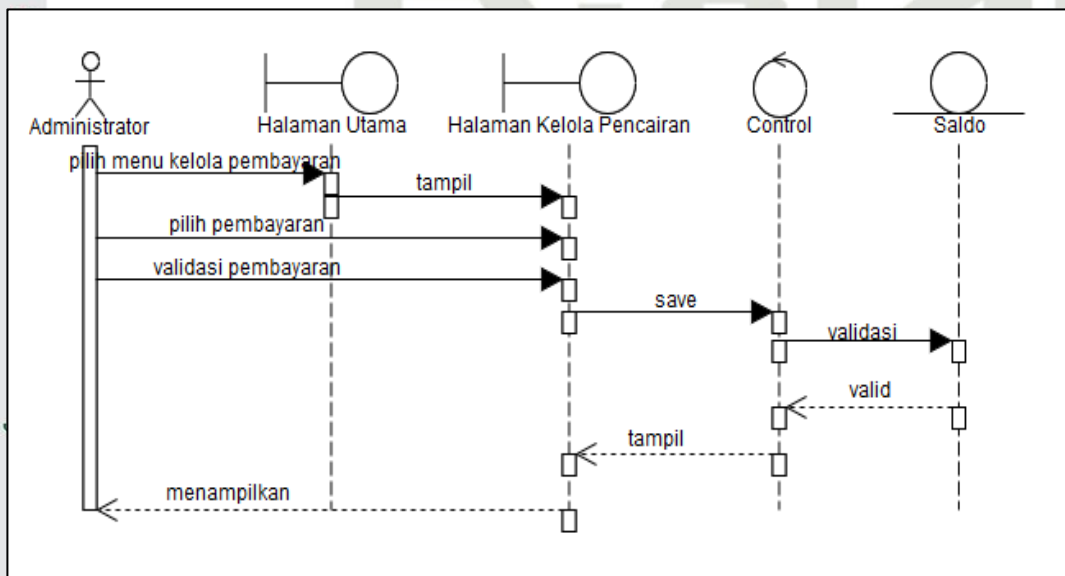 Administrator
Halaman Utama
Halaman Kelola Pencairan
Control
Saldo
pilih menu kelola pembayaran
tampil
pilih pembayaran
validasi pembayaran
save
validasi
valid
tampil
menampilkan